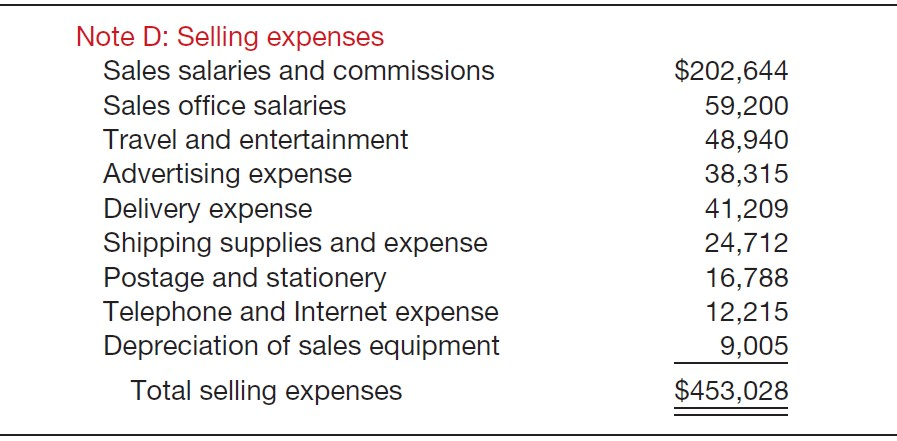 Note D: Selling expenses
Sales salaries and commissions $202,644
Sales office salaries 59,200
Travel and entertainment 48,940
Advertising expense 38,315
Delivery expense 41,209
Shipping supplies and expense 24,712
Postage and stationery 16,788
Telephone and Internet expense 12,215
Depreciation of sales equipment 9,005
Total selling expenses $453,028